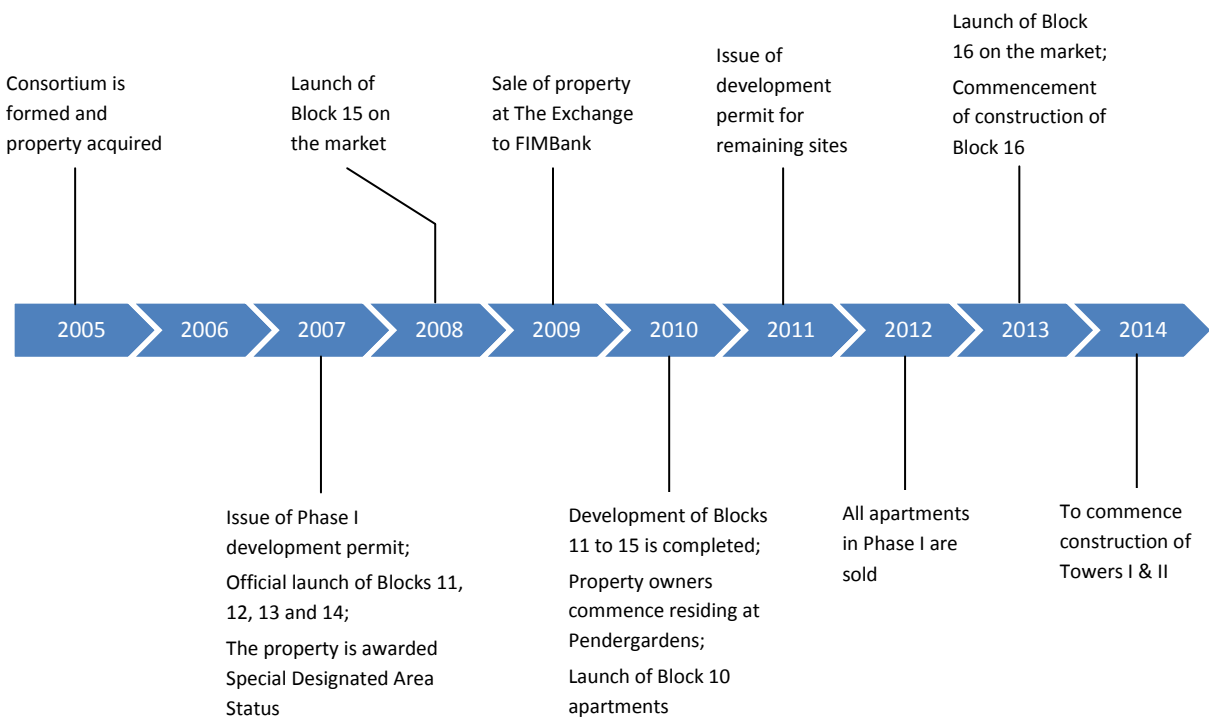 Consortium is
formed and
property acquired
Launch of
Block 15 on
the market
Sale of property
at The Exchange
to FIMBank
Issue of
development
permit for
remaining sites
Launch of Block
16 on the market;
Commencement
of construction of
Block 16
2005
2006
2007
2008
2009
2010
2011
2012
2013
2014
Issue of Phase I
development permit;
Official launch of Blocks 11,
12, 13 and 14;
The property is awarded
Special Designated Area
Status
Development of Blocks
11 to 15 is completed;
Property owners
commence residing at
Pendergardens;
Launch of Block 10
apartments
All apartments
in Phase I are
sold
To commence
construction of
Towers I & II